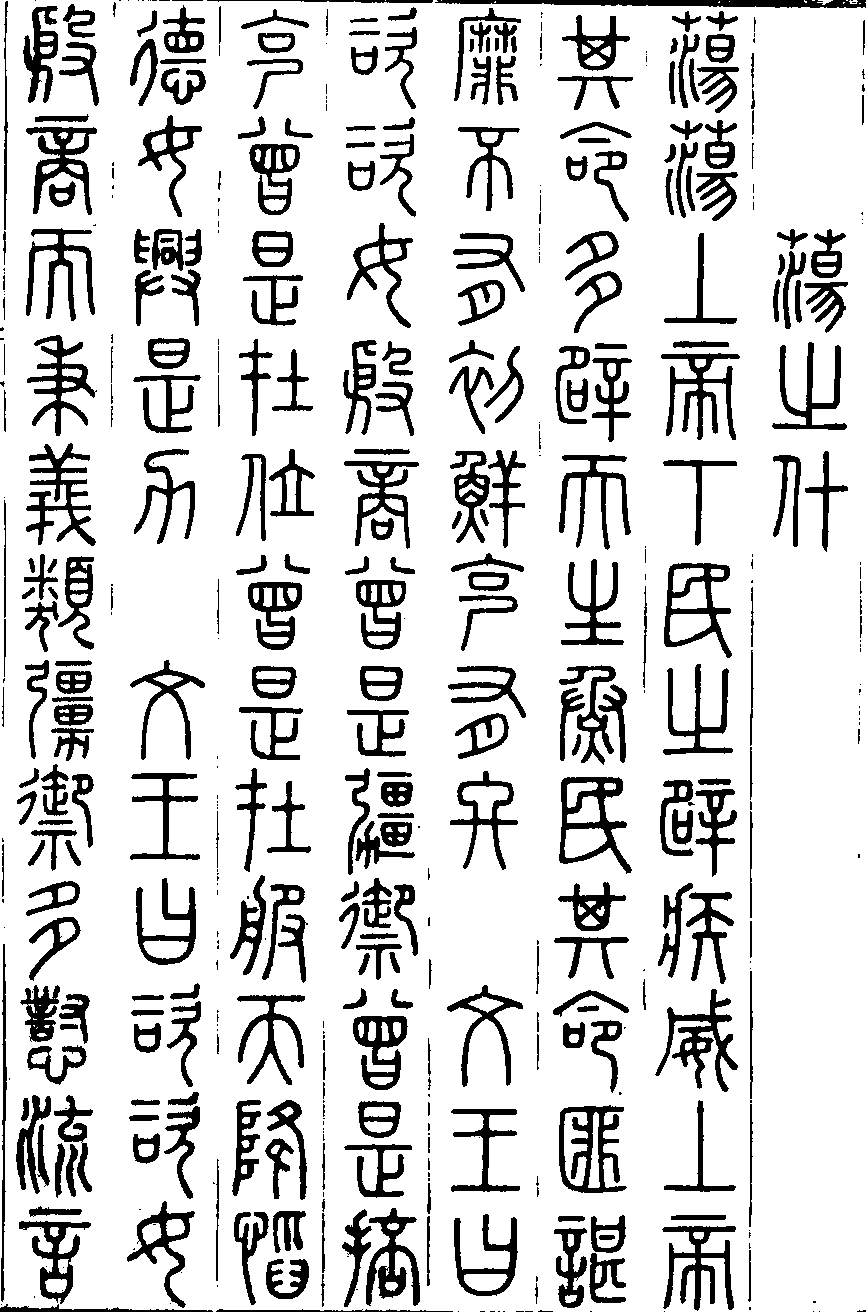 蕩之什
蕩蕩上帝下民之辟疾威上帝
其命多辟天生烝民其命匪諶
靡不有初鮮克有終　文王曰
咨咨女殷商曾是彊禦曾是掊
克曾是在位曾是在服天降慆
德女興是力　文王曰咨咨女
殷商而秉義類彊禦多懟流言